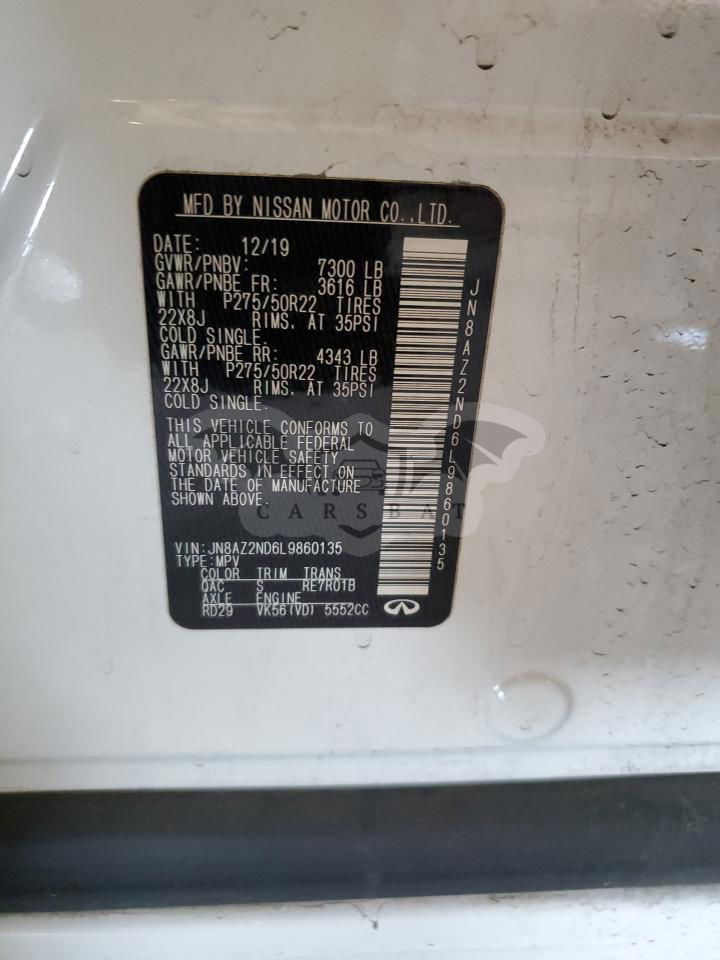 MFD BY NISSAN MOTOR CO.,LTD.
DATE: 12/19
GVWR/PNBV: 7300 LB
GAWR/PNBE FR: 3616 LB
WITH P275/50R22 TIRES
22X8J RIMS. AT 35PSI
COLD SINGLE.
GAWR/PNBE RR: 4343 LB
WITH P275/50R22 TIRES
22X8J RIMS. AT 35PSI
COLD SINGLE.
THIS VEHICLE CONFORMS TO
ALL APPLICABLE FEDERAL
MOTOR VEHICLE SAFETY
STANDARDS IN EFFECT ON
THE DATE OF MANUFACTURE
SHOWN ABOVE.
VIN:JN8AZ2ND6L9860135
TYPE:MPV
COLOR TRIM TRANS
QAC S RE7R01B
AXLE ENGINE
RD29 VK56(VD) 5552CC
JN8AZ2ND6L9860135
CARSBAT